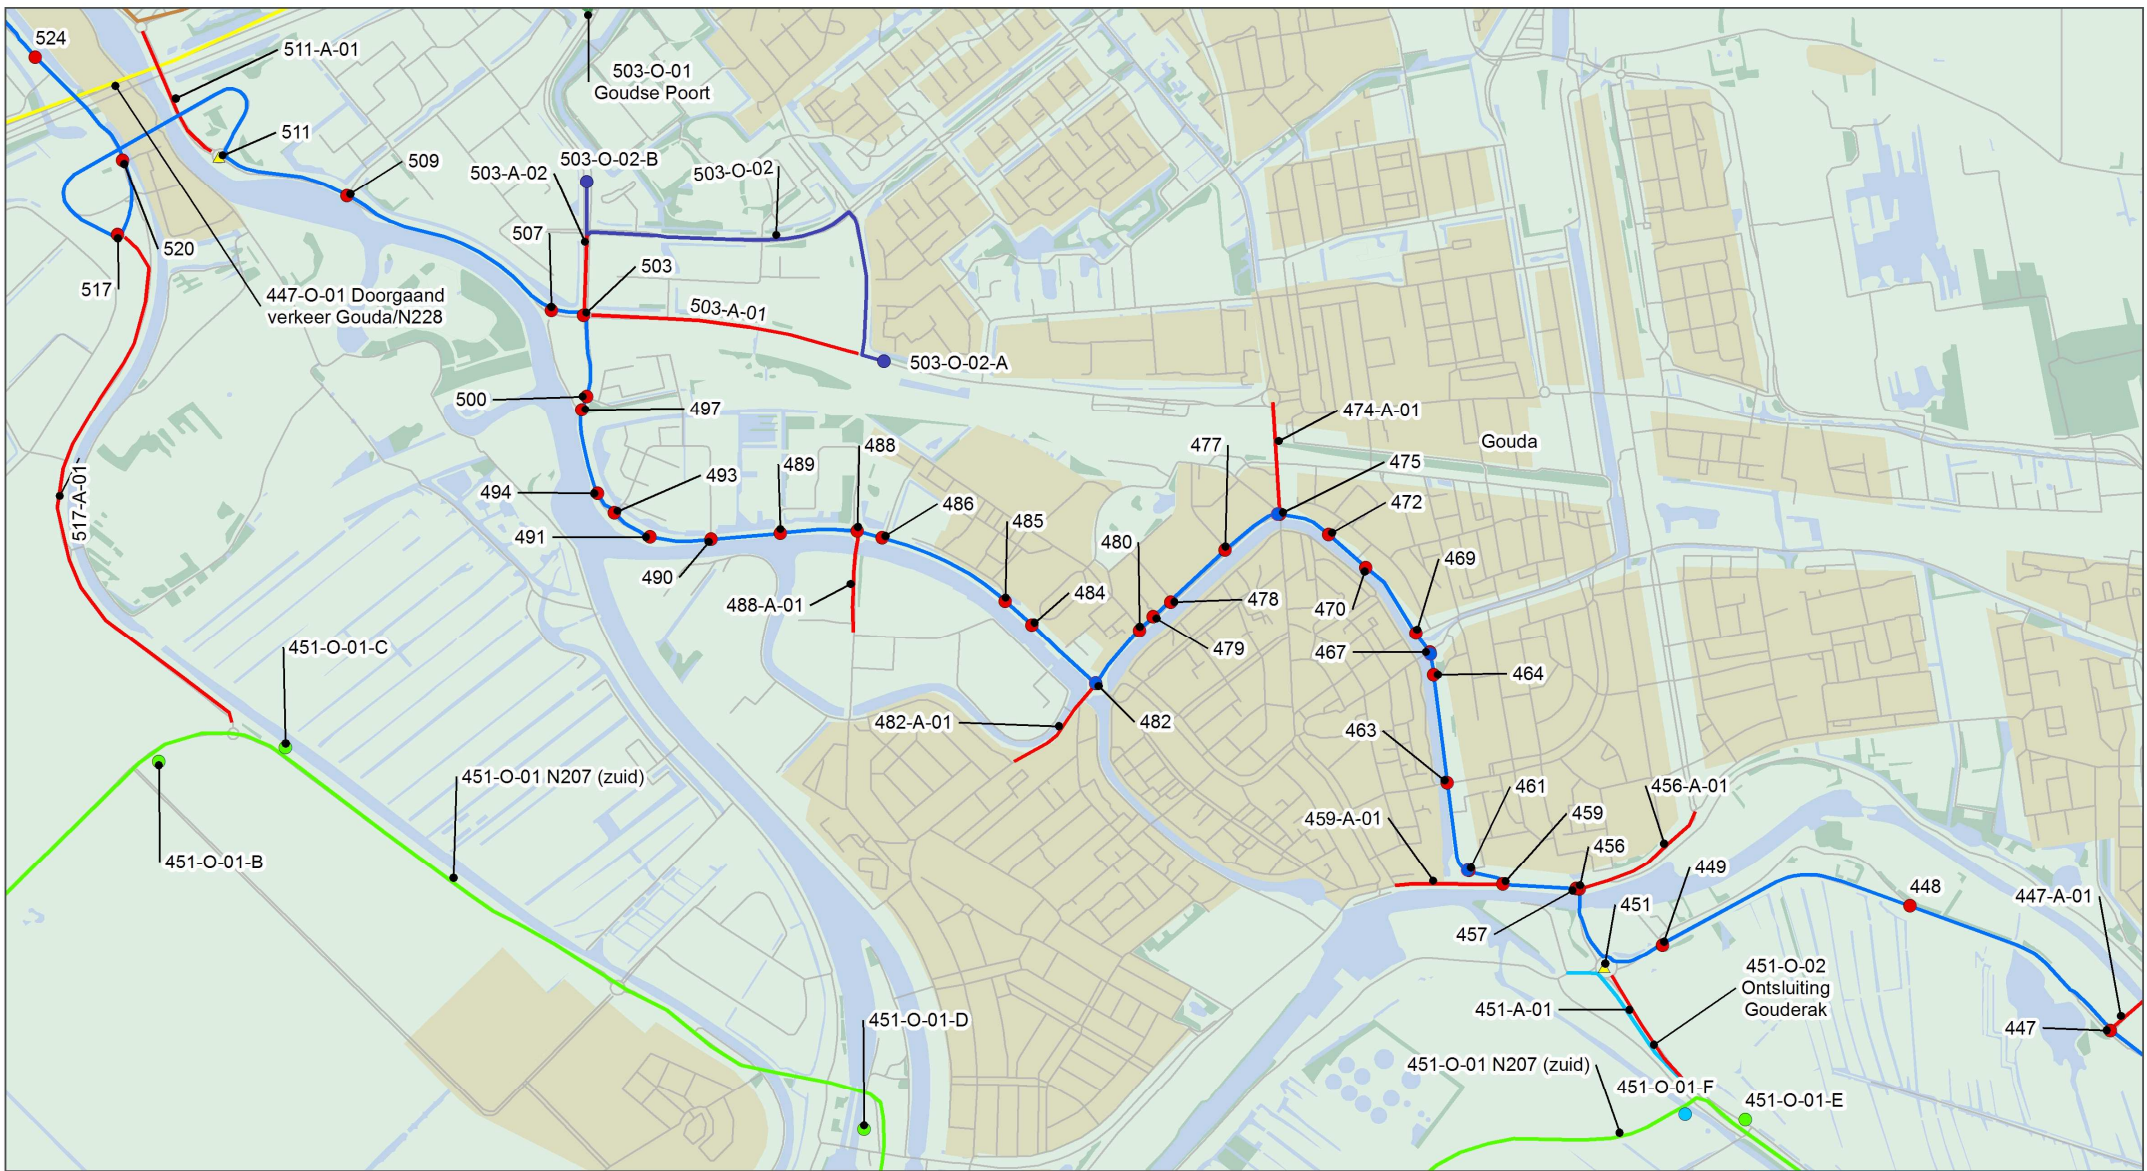 524
511-A-01
503-O-01
Goudse Poort
511
509
503-A-02
503-O-02-B
503-O-02
507
520
503
517
447-O-01 Doorgaand
verkeer Gouda/N228
503-A-01
503-O-02-A
500
497
474-A-01
Gouda
477
475
488
489
493
494
486
472
517-A-01
491
485
480
469
490
488-A-01
484
478
470
479
467
464
451-O-01-C
482-A-01
482
463
451-O-01 N207 (zuid)
461
456-A-01
459-A-01
459
456
451-O-01-B
449
448
447-A-01
451
457
451-O-02
Ontsluiting
Gouderak
451-A-01
451-O-01-D
447
451-O-01 N207 (zuid)
451-O-01-F
451-O-01-E